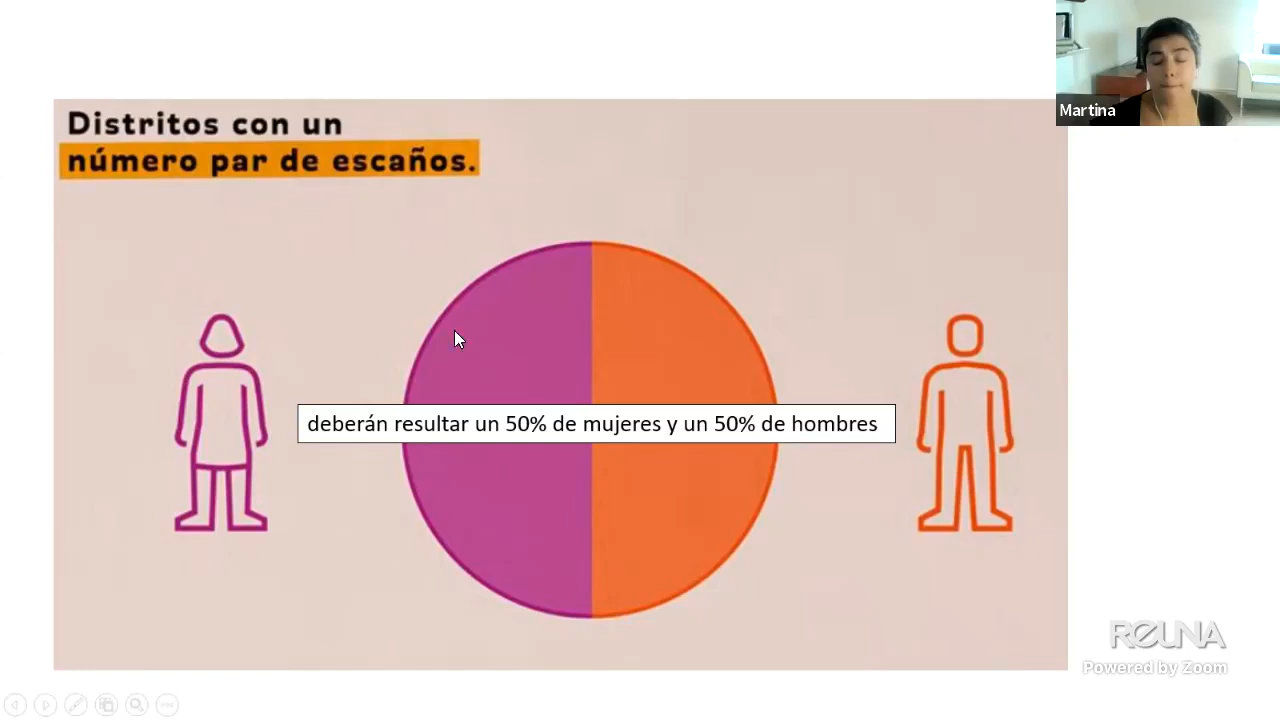 Martina
Distritos con un
número par de escaños.
deberán resultar un 50% de mujeres y un 50% de hombres
REUNA
Powered by Zoom